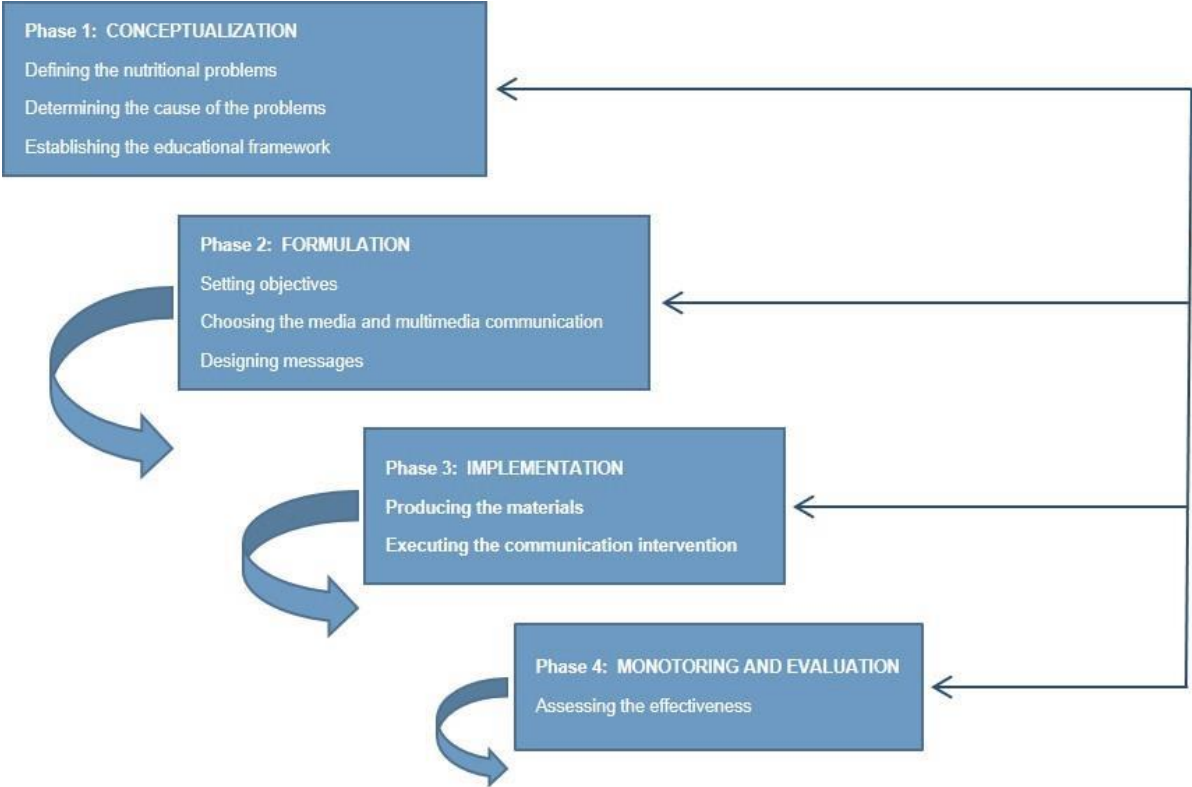 Phase 1: CONCEPTUALIZATION
Defining the nutritional problems
Determining the cause of the problems
Establishing the educational framework
Phase 2: FORMULATION
Setting objectives
Choosing the media and multimedia communication
Designing messages
Phase 3: IMPLEMENTATION
Producing the materials
Executing the communication intervention
Phase 4: MONOTORING AND EVALUATION
Assessing the effectiveness